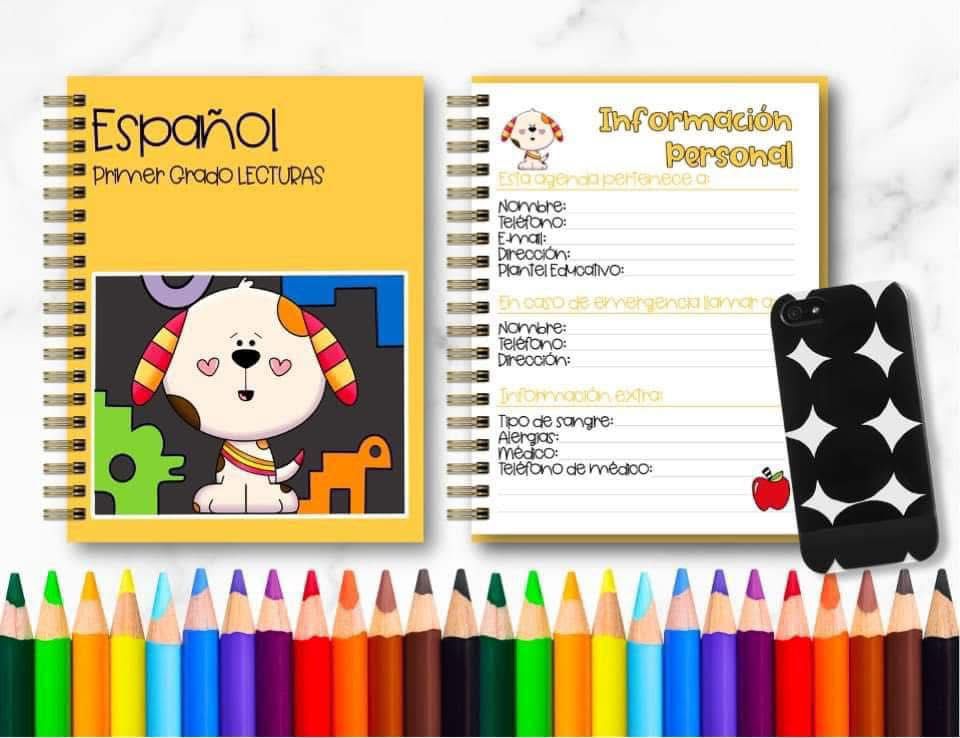 Español
Primer Grado LECTURAS
Información
personal
Esta agenda pertenece a:
Nombre:
Teléfono:
E-mail:
Dirección:
Plantel Educativo:
En caso de emergencia llamar a
Nombre:
Teléfono:
Dirección:
Información extra:
Tipo de sangre:
Alergias:
Médico:
Teléfono de médico: